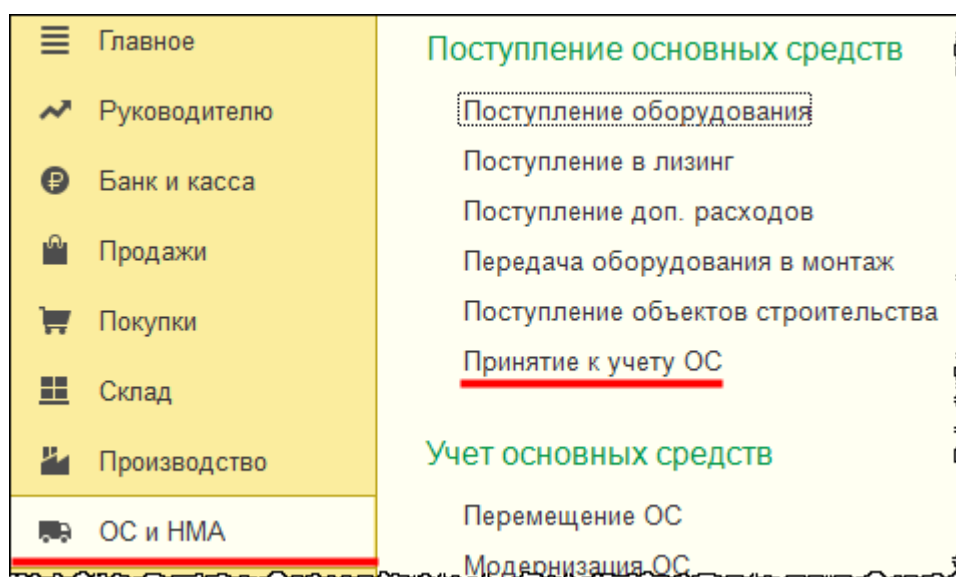 Главное
Руководителю
Банк и касса
Продажи
Покупки
Склад
Производство
ОС и НМА
Поступление основных средств
Поступление оборудования
Поступление в лизинг
Поступление доп. расходов
Передача оборудования в монтаж
Поступление объектов строительства
Принятие к учету ОС
Учет основных средств
Перемещение ОС
Модернизация ОС